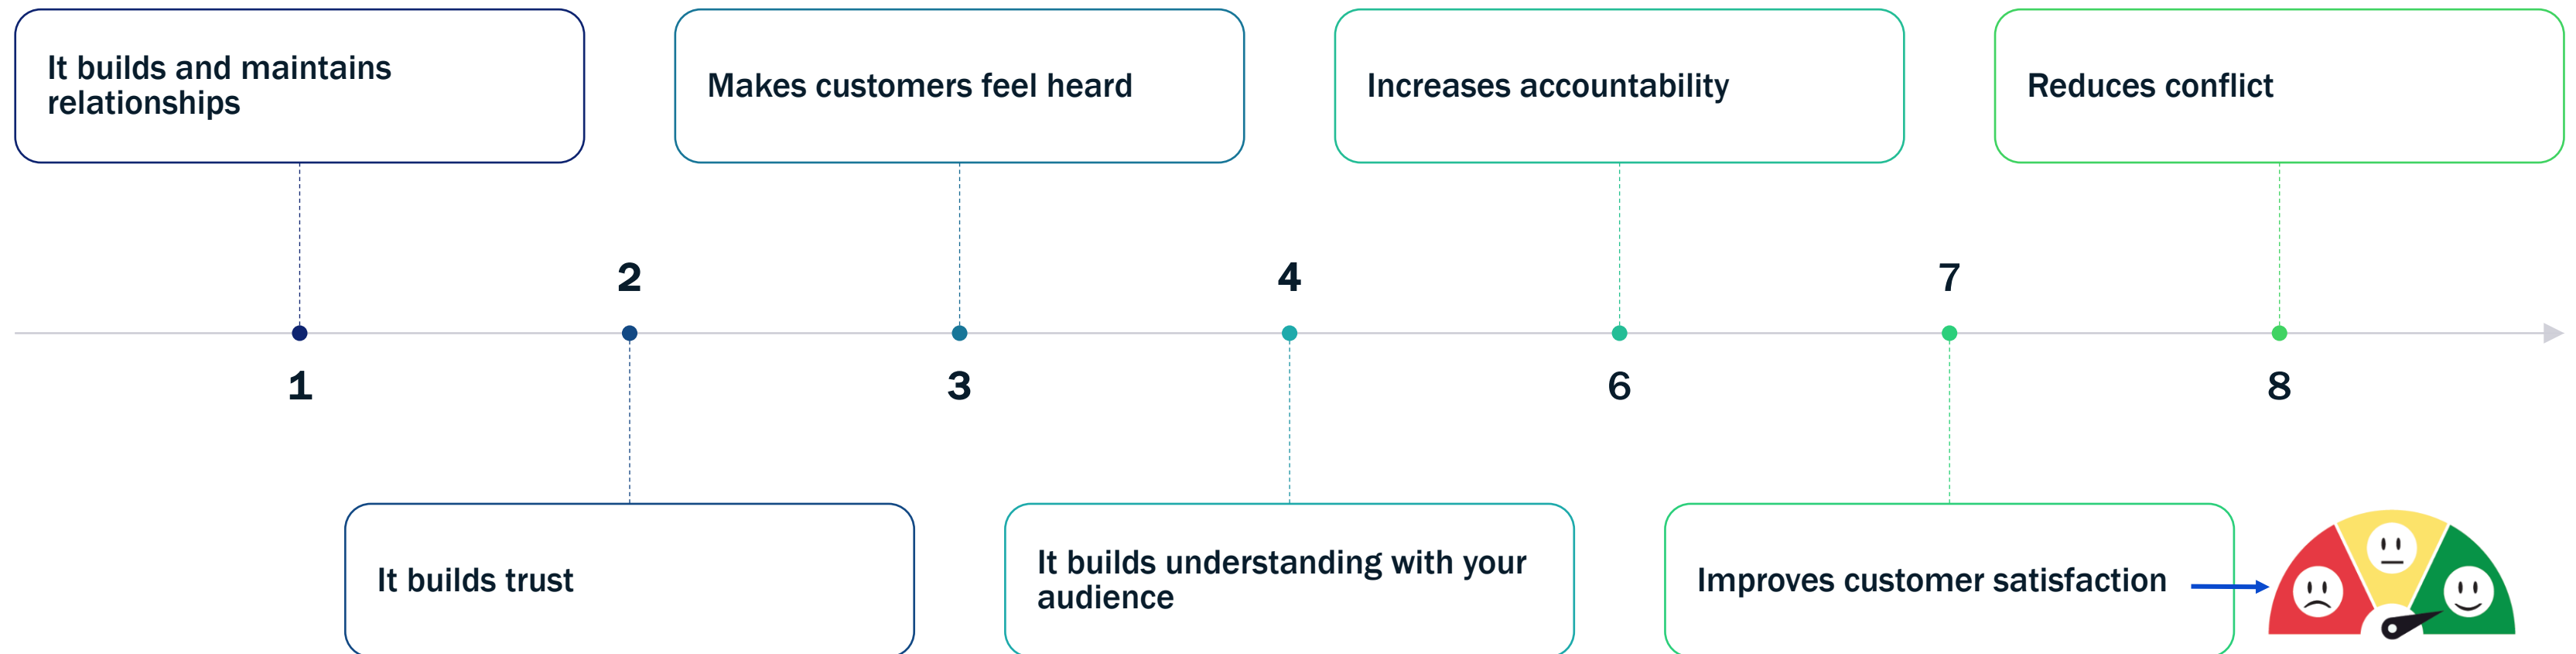 It builds and maintains
relationships
Makes customers feel heard
Increases accountability
Reduces conflict
2
4
7
1
3
6
8
It builds trust
It builds understanding with your
audience
Improves customer satisfaction